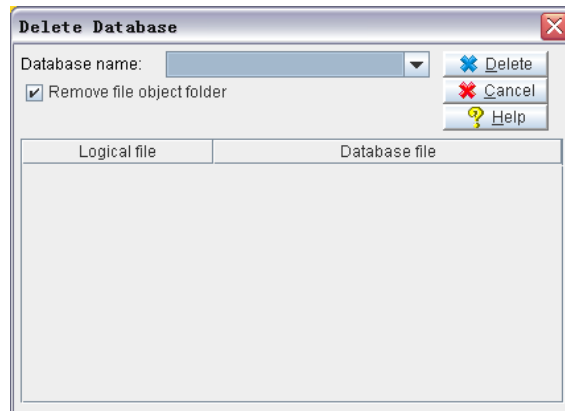 Delete Database
Database name:
Delete
Remove file object folder
Cancel
Help
Logical file
Database file